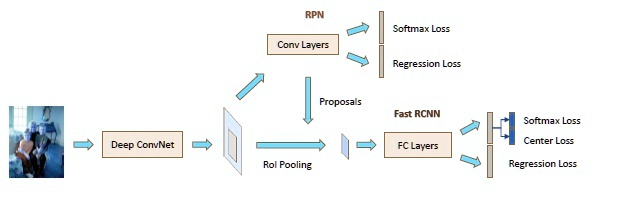 RPN
Conv Layers
Softmax Loss
Regression Loss
Proposals
Deep ConvNet
RoI Pooling
Fast RCNN
FC Layers
Softmax Loss
Center Loss
Regression Loss